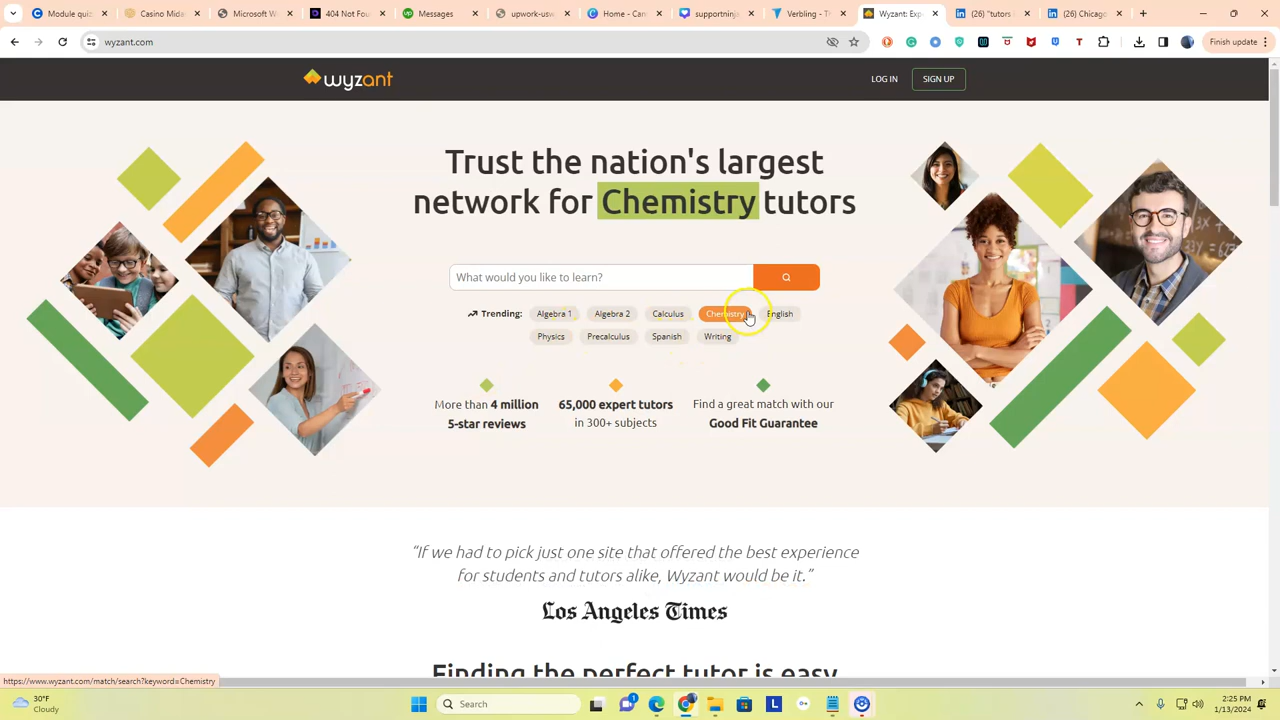 Module quiz
Casino Mid
Microsoft W
404 Not Fou
Messages
upwork-usw
Home - Can
supportninj
Verbling - Th
Wyzant: Exp
(26) "tutors
(26) Chicag
wyzant.com
Finish update
wyzant
LOG IN
SIGN UP
Trust the nation's largest
network for Chemistry tutors
What would you like to learn?
Trending: Algebra 1 Algebra 2 Calculus Chemistry English
Physics Precalculus Spanish Writing
More than 4 million
5-star reviews
65,000 expert tutors
in 300+ subjects
Find a great match with our
Good Fit Guarantee
“If we had to pick just one site that offered the best experience
for students and tutors alike, Wyzant would be it.”
Los Angeles Times
Finding the perfect tutor is easy
https://www.wyzant.com/match/search?keyword=Chemistry
30°F
Cloudy
Search
2:25 PM
1/13/2024